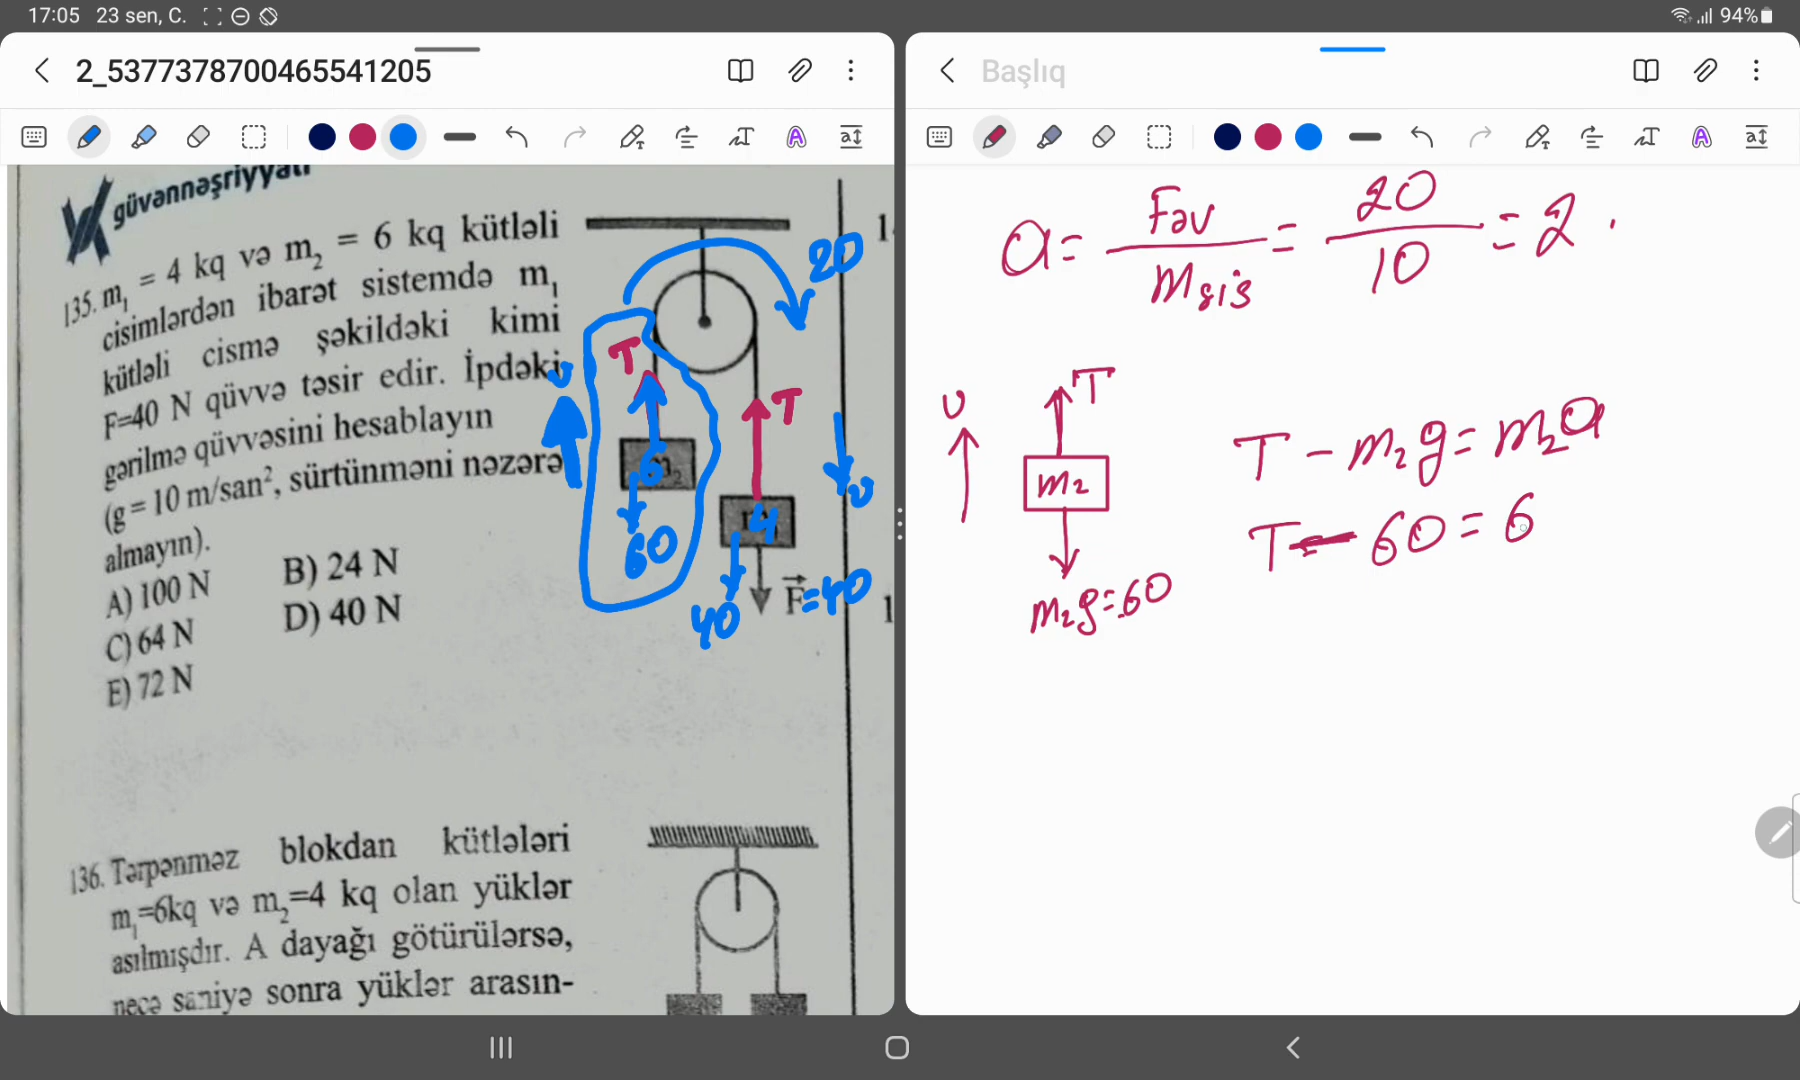 17:05 23 sen, C.
94%
2_5377378700465541205
güvənnəşriyyatı
135. m₁ = 4 kq və m₂ = 6 kq kütləli
cisimlərdən ibarət sistemdə m₁
kütləli cismə şəkildəki kimi
F=40 N qüvvə təsir edir. İpdəki
gərilmə qüvvəsini hesablayın
(g = 10 m/san², sürtünməni nəzərə
almayın).
A) 100 N B) 24 N
C) 64 N D) 40 N
E) 72 N
20
T
T
υ
6
υ
4
60
F⃗=40
40
136. Tərpənməz blokdan kütlələri
m₁=6kq və m₂=4 kq olan yüklər
asılmışdır. A dayağı götürülərsə,
neçə saniyə sonra yüklər arasın-
Başlıq
a = Fəv / Msis = 20 / 10 = 2
υ
T
m₂
m₂g=60
T - m₂g = m₂a
T - 60 = 6